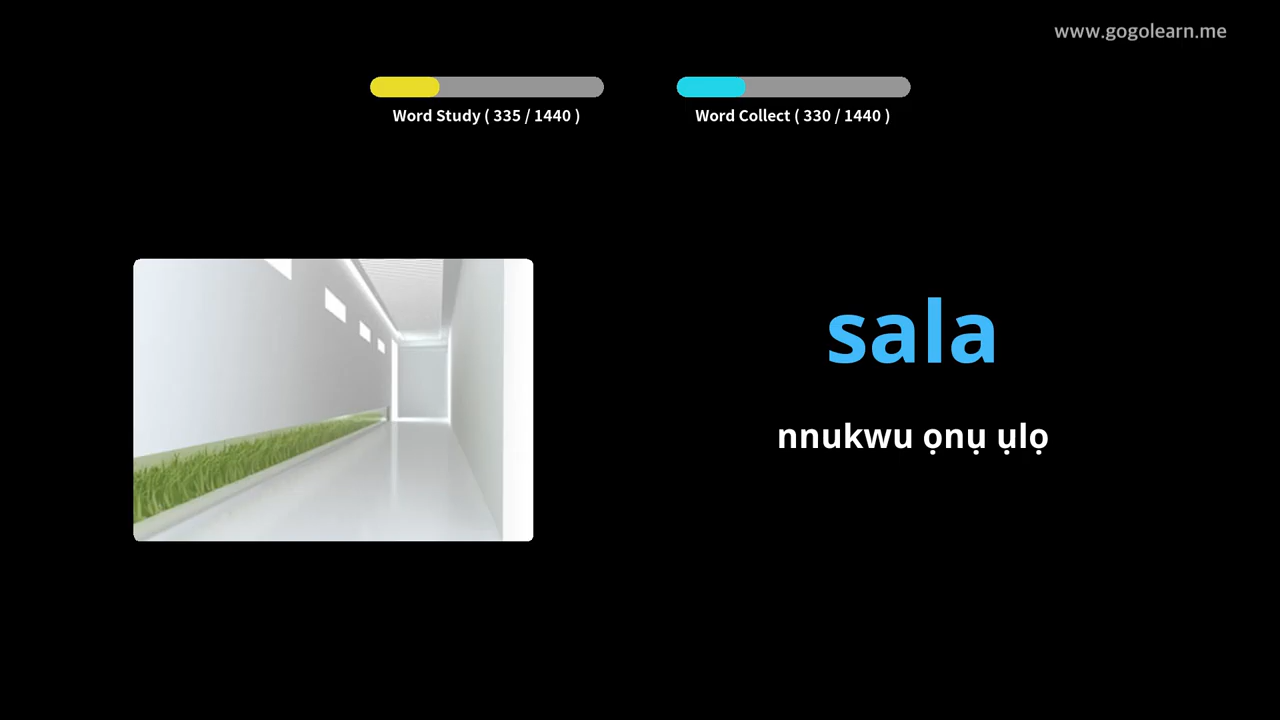 www.gogolearn.me
Word Study ( 335 / 1440 )
Word Collect ( 330 / 1440 )
sala
nnukwu ọnụ ụlọ